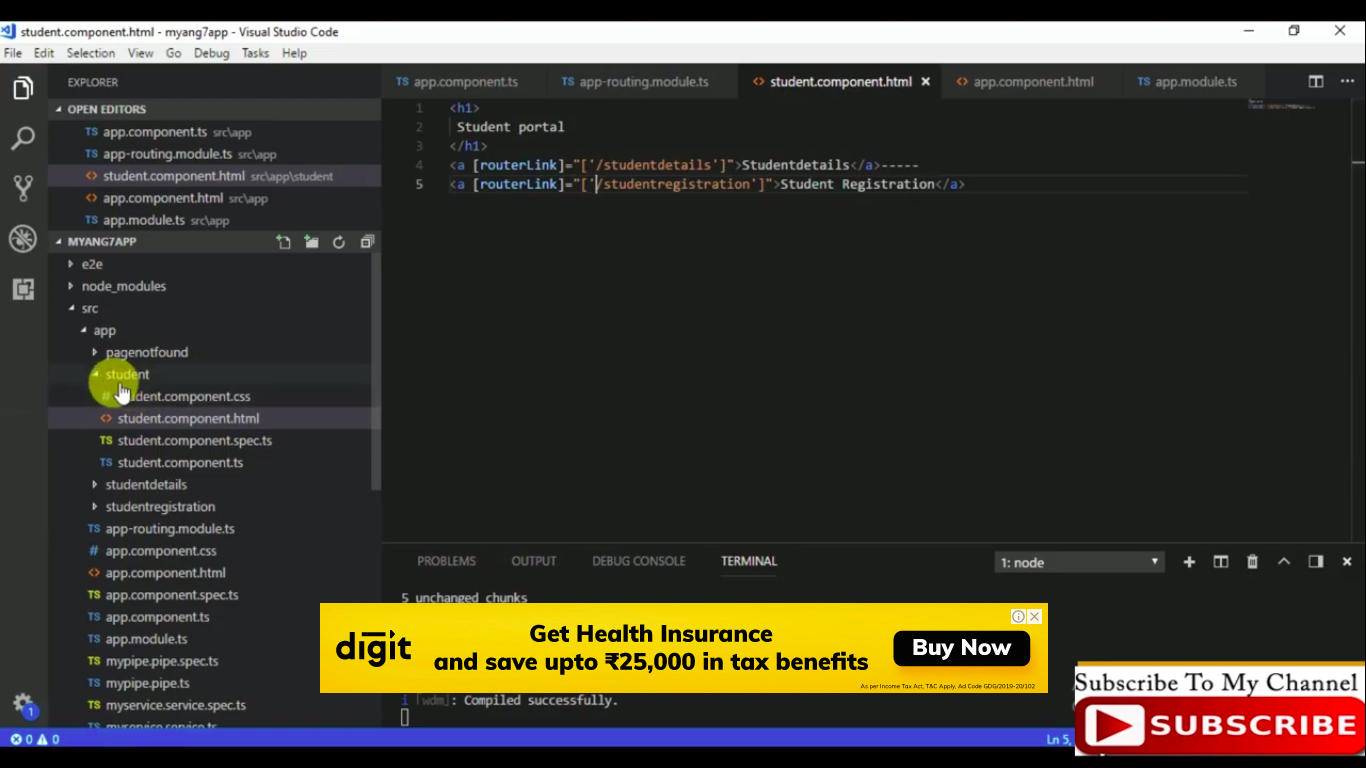 student.component.html - myang7app - Visual Studio Code
File Edit Selection View Go Debug Tasks Help
EXPLORER
OPEN EDITORS
TS app.component.ts src\app
TS app-routing.module.ts src\app
<> student.component.html src\app\student
<> app.component.html src\app
TS app.module.ts src\app
MYANG7APP
e2e
node_modules
src
app
pagenotfound
student
# student.component.css
<> student.component.html
TS student.component.spec.ts
TS student.component.ts
studentdetails
studentregistration
TS app-routing.module.ts
# app.component.css
<> app.component.html
TS app.component.spec.ts
TS app.component.ts
TS app.module.ts
TS mypipe.pipe.spec.ts
TS mypipe.pipe.ts
TS myservice.service.spec.ts
myservice.service.ts
1
0 0
TS app.component.ts TS app-routing.module.ts <> student.component.html <> app.component.html TS app.module.ts
1 <h1>
2 Student portal
3 </h1>
4 <a [routerLink]="['/studentdetails']">Studentdetails</a>-----
5 <a [routerLink]="['/studentregistration']">Student Registration</a>
PROBLEMS OUTPUT DEBUG CONSOLE TERMINAL 1: node
5 unchanged chunks
i ｢wdm｣: Compiled successfully.
Ln 5,
digit
Get Health Insurance
and save upto ₹25,000 in tax benefits
Buy Now
As per Income Tax Act, T&C Apply, Ad Code GDG/2019-20/102
Subscribe To My Channel
SUBSCRIBE